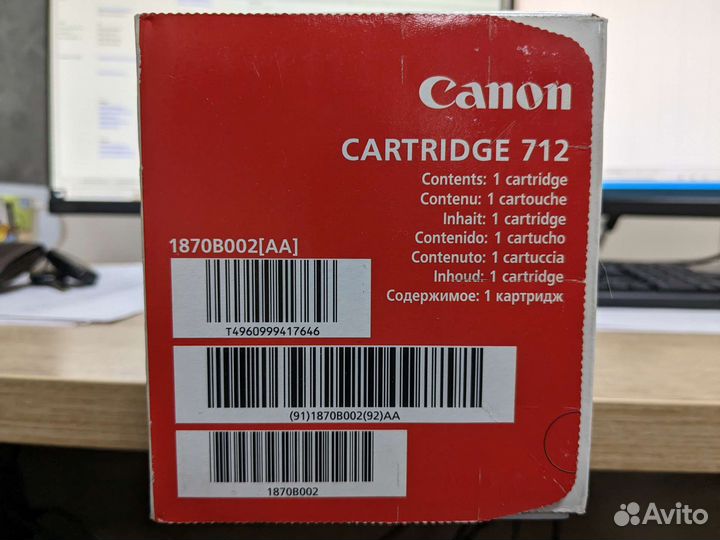 Canon
CARTRIDGE 712
Contents: 1 cartridge
Contenu: 1 cartouche
Inhalt: 1 cartridge
Contenido: 1 cartucho
Contenuto: 1 cartuccia
Inhoud: 1 cartridge
Содержимое: 1 картридж
1870B002[AA]
T4960999417646
(91)1870B002(92)AA
1870B002
Avito